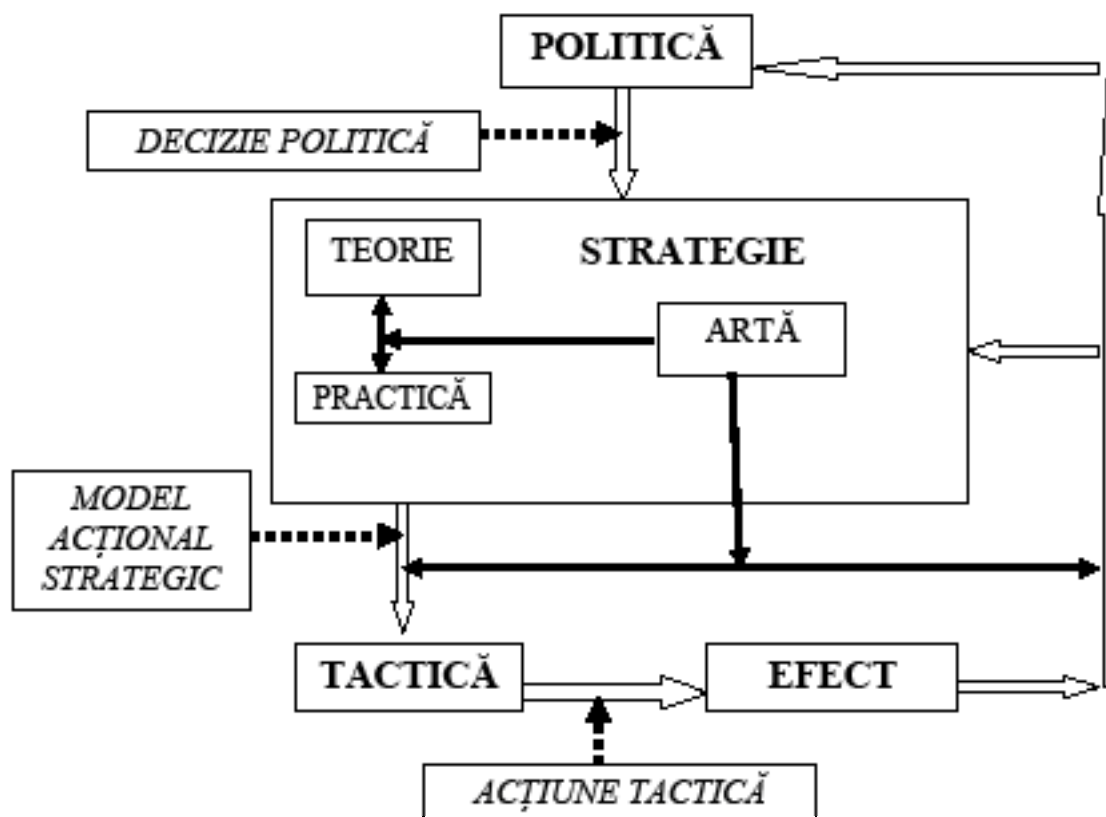 POLITICĂ
DECIZIE POLITICĂ
TEORIE
STRATEGIE
ARTĂ
PRACTICĂ
MODEL
ACȚIONAL
STRATEGIC
TACTICĂ
EFECT
ACȚIUNE TACTICĂ